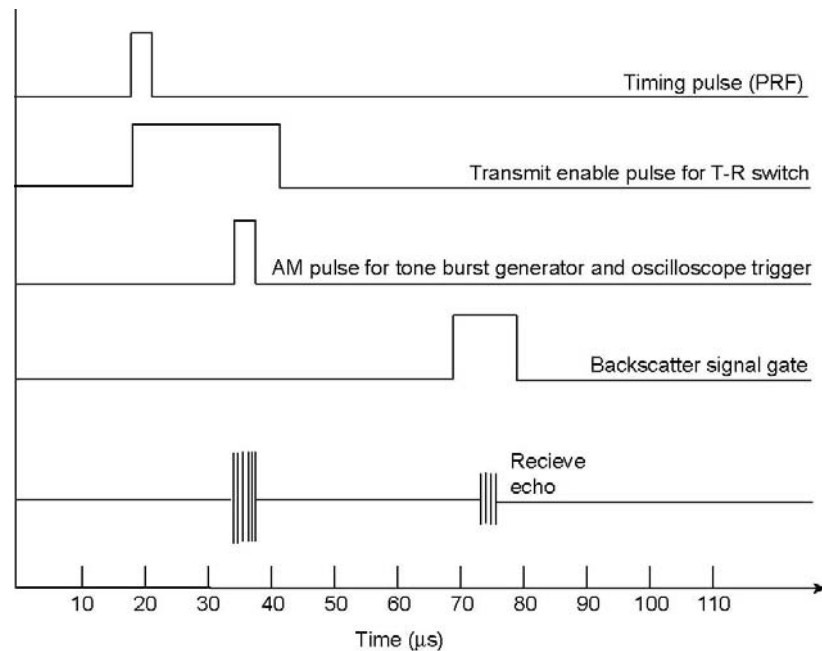 Timing pulse (PRF)
Transmit enable pulse for T-R switch
AM pulse for tone burst generator and oscilloscope trigger
Backscatter signal gate
Recieve
echo
10 20 30 40 50 60 70 80 90 100 110
Time (μs)